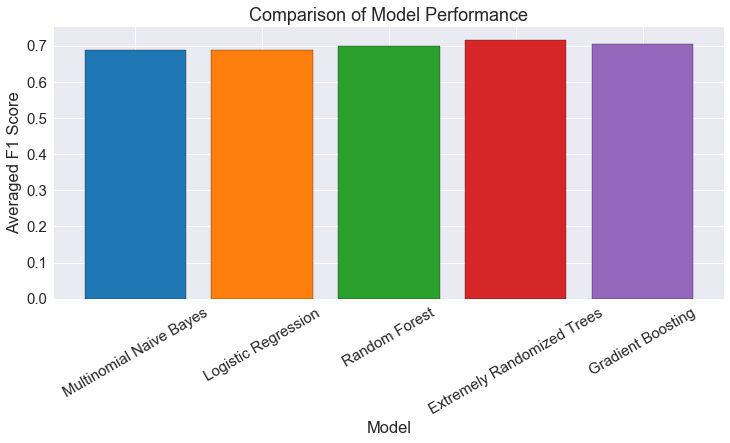 Comparison of Model Performance
Averaged F1 Score
0.7
0.6
0.5
0.4
0.3
0.2
0.1
0.0
Multinomial Naive Bayes
Logistic Regression
Random Forest
Extremely Randomized Trees
Gradient Boosting
Model